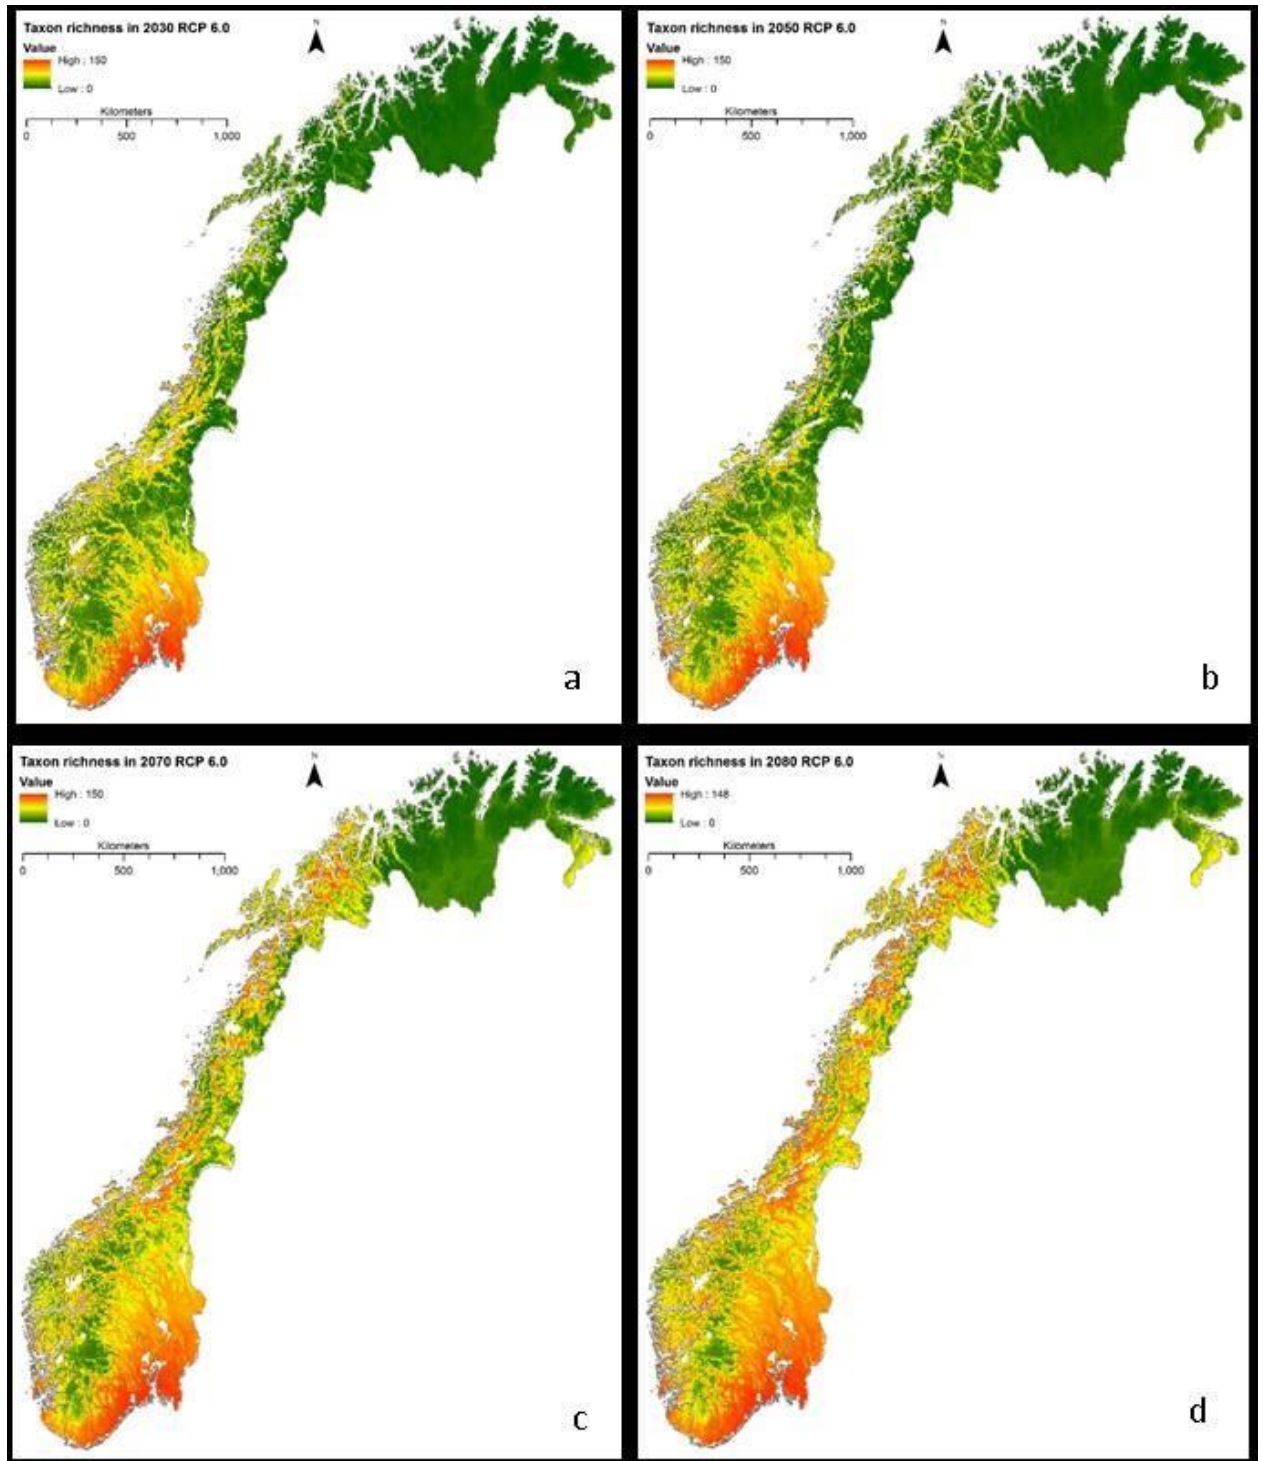 Taxon richness in 2030 RCP 6.0
N
Value
High : 150
Low : 0
Kilometers
0 500 1,000
a
Taxon richness in 2050 RCP 6.0
N
Value
High : 150
Low : 0
Kilometers
0 500 1,000
b
Taxon richness in 2070 RCP 6.0
N
Value
High : 150
Low : 0
Kilometers
0 500 1,000
c
Taxon richness in 2080 RCP 6.0
N
Value
High : 148
Low : 0
Kilometers
0 500 1,000
d